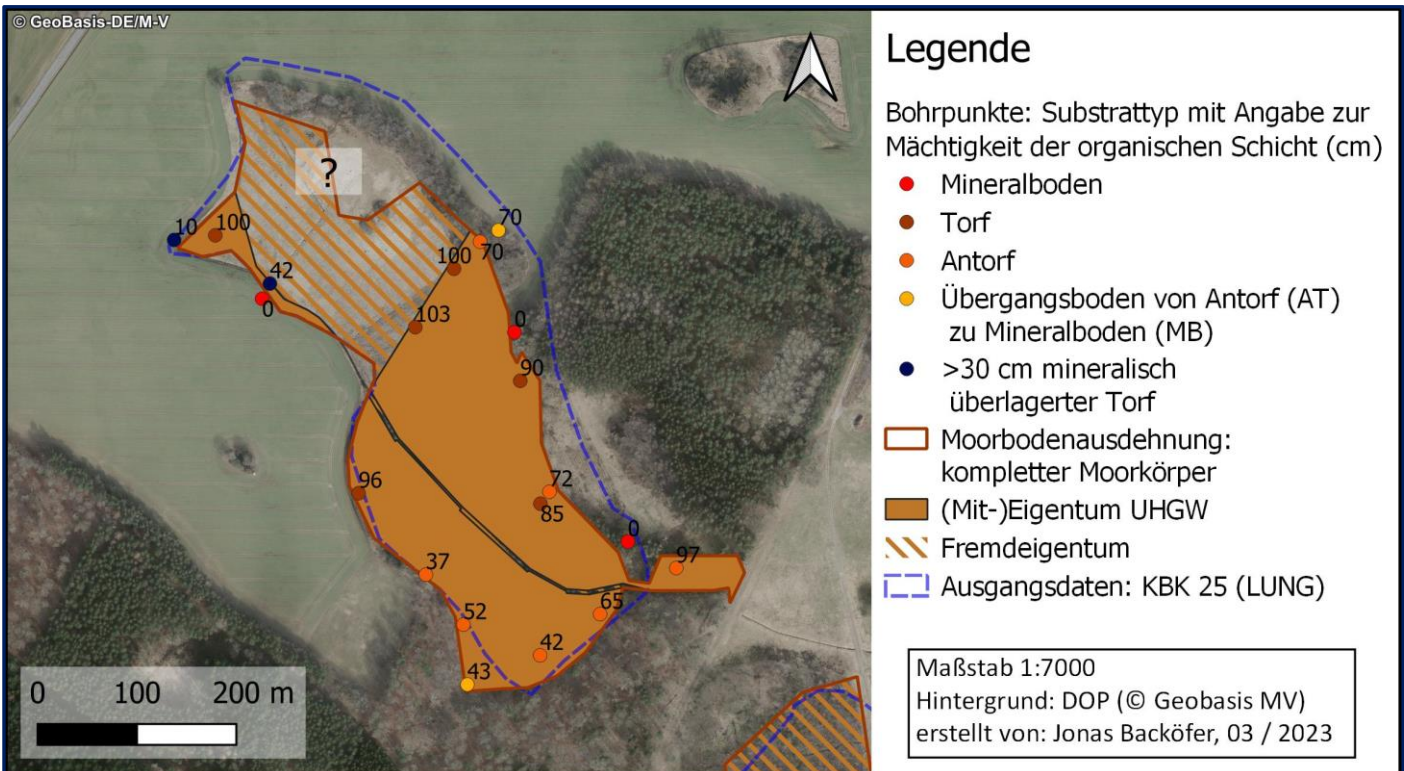 © GeoBasis-DE/M-V
?
10
100
42
0
70
70
100
103
0
90
96
72
85
0
97
37
65
52
42
43
0 100 200 m
Legende
Bohrpunkte: Substrattyp mit Angabe zur
Mächtigkeit der organischen Schicht (cm)
Mineralboden
Torf
Antorf
Übergangsboden von Antorf (AT)
zu Mineralboden (MB)
>30 cm mineralisch
überlagerter Torf
Moorbodenausdehnung:
kompletter Moorkörper
(Mit-)Eigentum UHGW
Fremdeigentum
Ausgangsdaten: KBK 25 (LUNG)
Maßstab 1:7000
Hintergrund: DOP (© Geobasis MV)
erstellt von: Jonas Backöfer, 03 / 2023